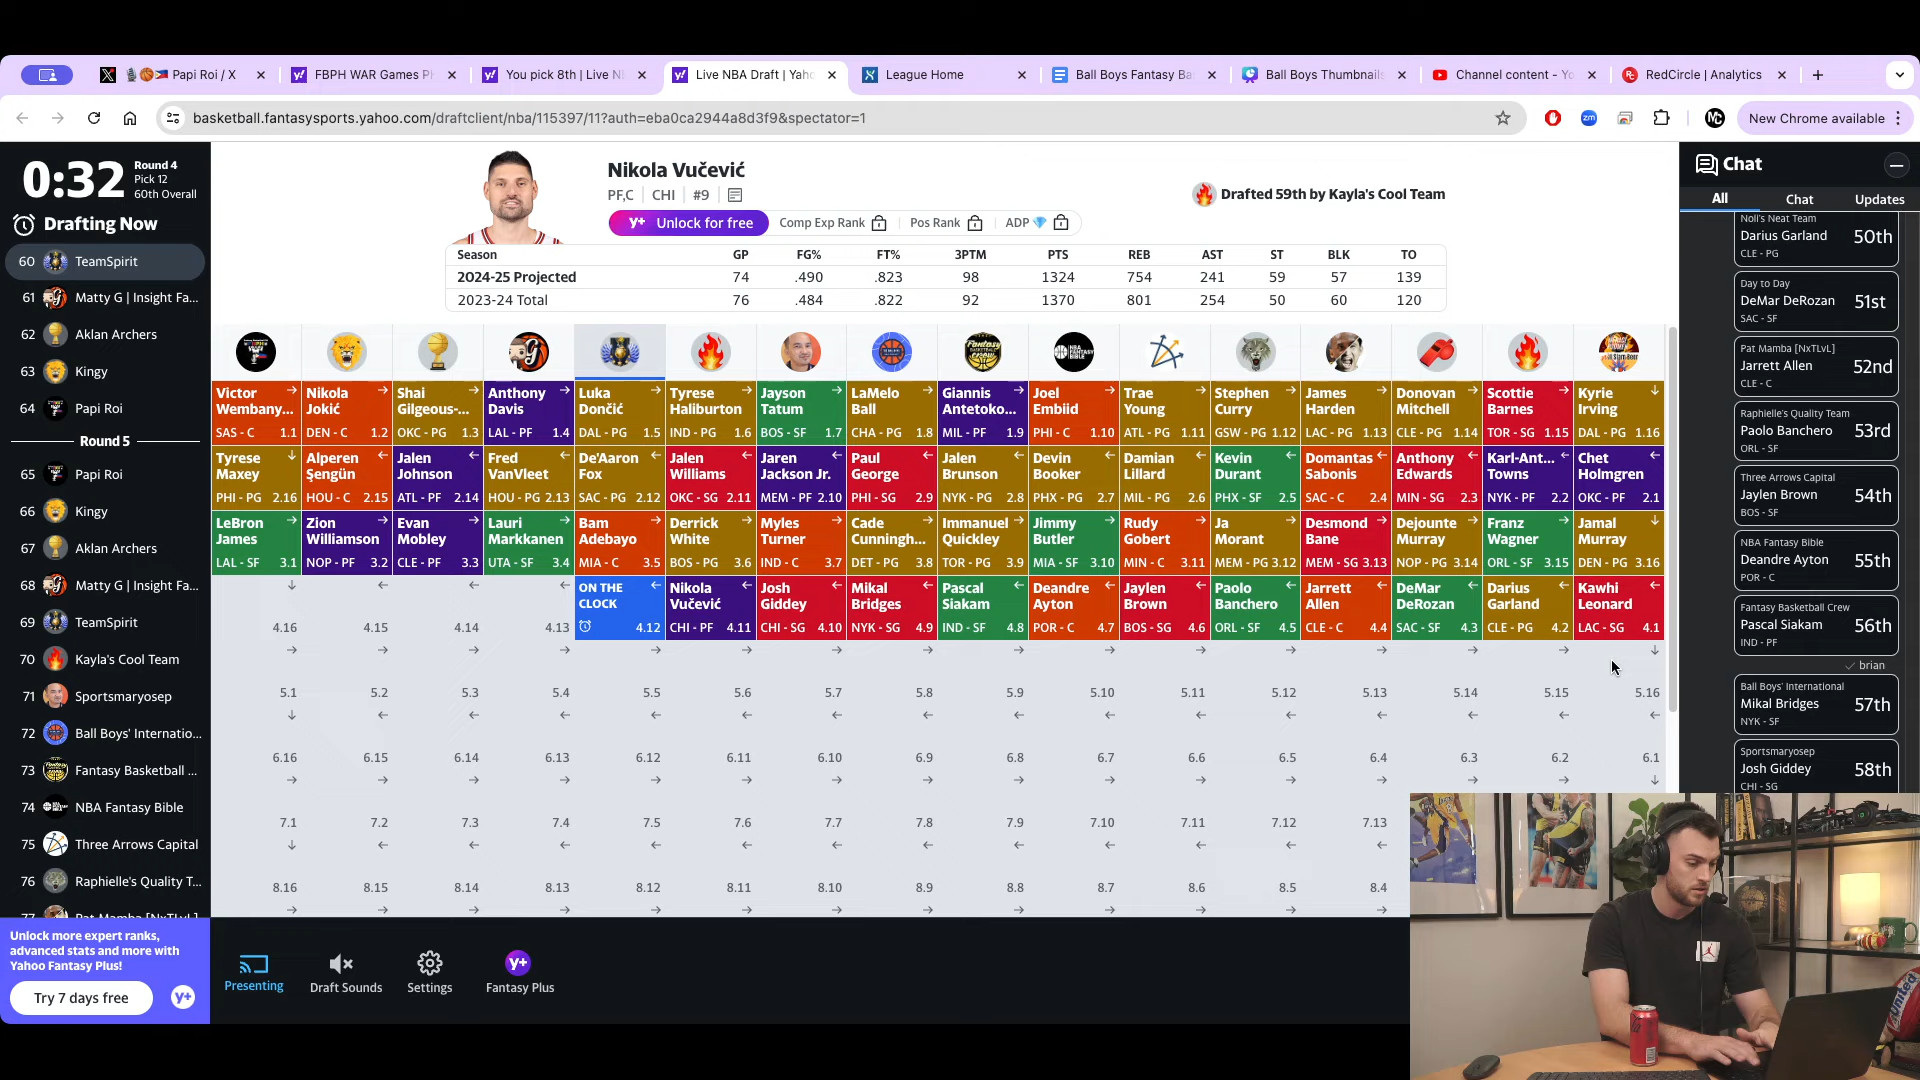 Papi Roi / X
FBPH WAR Games P
You pick 8th | Live N
Live NBA Draft | Yaho
League Home
Ball Boys Fantasy Ba
Ball Boys Thumbnails
Channel content - Yo
RedCircle | Analytics
basketball.fantasysports.yahoo.com/draftclient/nba/115397/11?auth=eba0ca2944a8d3f9&spectator=1
New Chrome available
0:32
Round 4
Pick 12
60th Overall
Drafting Now
60 TeamSpirit
61 Matty G | Insight Fa...
62 Aklan Archers
63 Kingy
64 Papi Roi
Round 5
65 Papi Roi
66 Kingy
67 Aklan Archers
68 Matty G | Insight Fa...
69 TeamSpirit
70 Kayla's Cool Team
71 Sportsmaryosep
72 Ball Boys' Internatio...
73 Fantasy Basketball ...
74 NBA Fantasy Bible
75 Three Arrows Capital
76 Raphielle's Quality T...
77 Pat Mamba [NxTLvL]
Unlock more expert ranks,
advanced stats and more with
Yahoo Fantasy Plus!
Try 7 days free
y+
Nikola Vučević
PF,C CHI #9
y+ Unlock for free
Comp Exp Rank Pos Rank ADP
Drafted 59th by Kayla's Cool Team
Season GP FG% FT% 3PTM PTS REB AST ST BLK TO
2024-25 Projected 74 .490 .823 98 1324 754 241 59 57 139
2023-24 Total 76 .484 .822 92 1370 801 254 50 60 120
Victor Nikola Shai Anthony Luka Tyrese Jayson LaMelo Giannis Joel Trae Stephen James Donovan Scottie Kyrie
Wembany... Jokić Gilgeous-... Davis Dončić Haliburton Tatum Ball Antetoko... Embiid Young Curry Harden Mitchell Barnes Irving
SAS - C 1.1 DEN - C 1.2 OKC - PG 1.3 LAL - PF 1.4 DAL - PG 1.5 IND - PG 1.6 BOS - SF 1.7 CHA - PG 1.8 MIL - PF 1.9 PHI - C 1.10 ATL - PG 1.11 GSW - PG 1.12 LAC - PG 1.13 CLE - PG 1.14 TOR - SG 1.15 DAL - PG 1.16
Tyrese Alperen Jalen Fred De'Aaron Jalen Jaren Paul Jalen Devin Damian Kevin Domantas Anthony Karl-Ant... Chet
Maxey Şengün Johnson VanVleet Fox Williams Jackson Jr. George Brunson Booker Lillard Durant Sabonis Edwards Towns Holmgren
PHI - PG 2.16 HOU - C 2.15 ATL - PF 2.14 HOU - PG 2.13 SAC - PG 2.12 OKC - SG 2.11 MEM - PF 2.10 PHI - SG 2.9 NYK - PG 2.8 PHX - PG 2.7 MIL - PG 2.6 PHX - SF 2.5 SAC - C 2.4 MIN - SG 2.3 NYK - PF 2.2 OKC - PF 2.1
LeBron Zion Evan Lauri Bam Derrick Myles Cade Immanuel Jimmy Rudy Ja Desmond Dejounte Franz Jamal
James Williamson Mobley Markkanen Adebayo White Turner Cunningh... Quickley Butler Gobert Morant Bane Murray Wagner Murray
LAL - SF 3.1 NOP - PF 3.2 CLE - PF 3.3 UTA - SF 3.4 MIA - C 3.5 BOS - PG 3.6 IND - C 3.7 DET - PG 3.8 TOR - PG 3.9 MIA - SF 3.10 MIN - C 3.11 MEM - PG 3.12 MEM - SG 3.13 NOP - PG 3.14 ORL - SF 3.15 DEN - PG 3.16
ON THE Nikola Josh Mikal Pascal Deandre Jaylen Paolo Jarrett DeMar Darius Kawhi
CLOCK Vučević Giddey Bridges Siakam Ayton Brown Banchero Allen DeRozan Garland Leonard
4.16 4.15 4.14 4.13 4.12 CHI - PF 4.11 CHI - SG 4.10 NYK - SG 4.9 IND - SF 4.8 POR - C 4.7 BOS - SG 4.6 ORL - SF 4.5 CLE - C 4.4 SAC - SF 4.3 CLE - PG 4.2 LAC - SG 4.1
5.1 5.2 5.3 5.4 5.5 5.6 5.7 5.8 5.9 5.10 5.11 5.12 5.13 5.14 5.15 5.16
6.16 6.15 6.14 6.13 6.12 6.11 6.10 6.9 6.8 6.7 6.6 6.5 6.4 6.3 6.2 6.1
7.1 7.2 7.3 7.4 7.5 7.6 7.7 7.8 7.9 7.10 7.11 7.12 7.13
8.16 8.15 8.14 8.13 8.12 8.11 8.10 8.9 8.8 8.7 8.6 8.5 8.4
Presenting
Draft Sounds
Settings
y+
Fantasy Plus
Chat
All Chat Updates
Noll's Neat Team
Darius Garland 50th
CLE - PG
Day to Day
DeMar DeRozan 51st
SAC - SF
Pat Mamba [NxTLvL]
Jarrett Allen 52nd
CLE - C
Raphielle's Quality Team
Paolo Banchero 53rd
ORL - SF
Three Arrows Capital
Jaylen Brown 54th
BOS - SF
NBA Fantasy Bible
Deandre Ayton 55th
POR - C
Fantasy Basketball Crew
Pascal Siakam 56th
IND - PF
brian
Ball Boys' International
Mikal Bridges 57th
NYK - SF
Sportsmaryosep
Josh Giddey 58th
CHI - SG